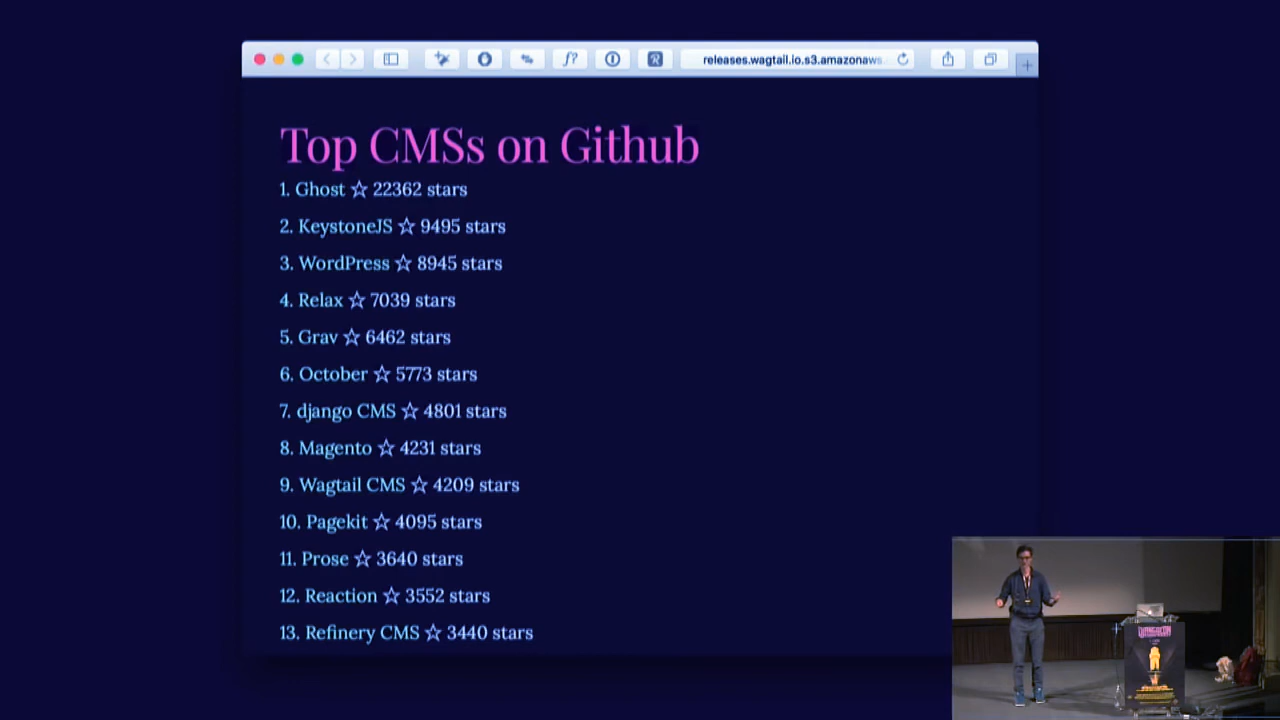 releases.wagtail.io.s3.amazonaws
Top CMSs on Github
1. Ghost ☆ 22362 stars
2. KeystoneJS ☆ 9495 stars
3. WordPress ☆ 8945 stars
4. Relax ☆ 7039 stars
5. Grav ☆ 6462 stars
6. October ☆ 5773 stars
7. django CMS ☆ 4801 stars
8. Magento ☆ 4231 stars
9. Wagtail CMS ☆ 4209 stars
10. Pagekit ☆ 4095 stars
11. Prose ☆ 3640 stars
12. Reaction ☆ 3552 stars
13. Refinery CMS ☆ 3440 stars